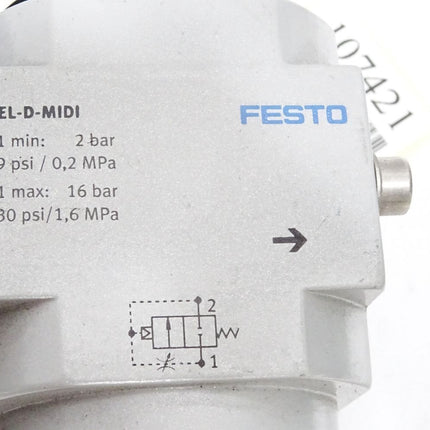 EL-D-MIDI
1 min: 2 bar
9 psi / 0,2 MPa
1 max: 16 bar
30 psi/1,6 MPa
FESTO
107421
2
1